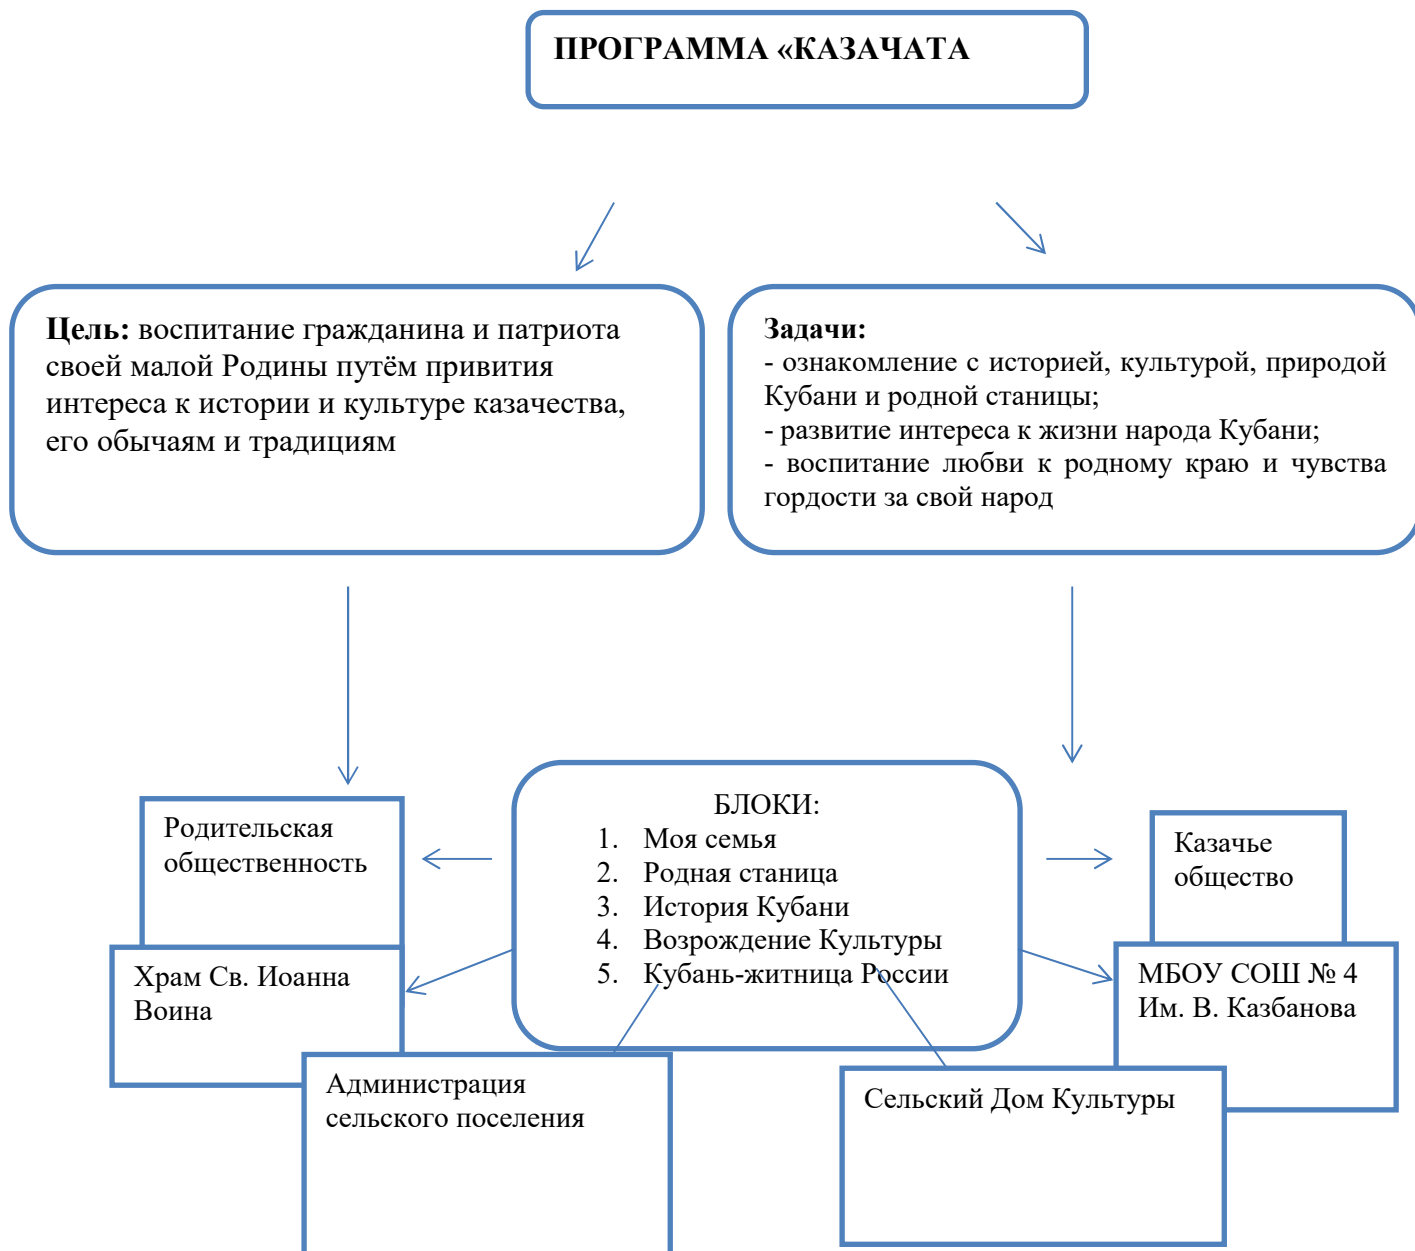 ПРОГРАММА «КАЗАЧАТА
Цель: воспитание гражданина и патриота
своей малой Родины путём привития
интереса к истории и культуре казачества,
его обычаям и традициям
Задачи:
- ознакомление с историей, культурой, природой
Кубани и родной станицы;
- развитие интереса к жизни народа Кубани;
- воспитание любви к родному краю и чувства
гордости за свой народ
БЛОКИ:
1. Моя семья
2. Родная станица
3. История Кубани
4. Возрождение Культуры
5. Кубань-житница России
Родительская
общественность
Казачье
общество
Храм Св. Иоанна
Воина
МБОУ СОШ № 4
Им. В. Казбанова
Администрация
сельского поселения
Сельский Дом Культуры